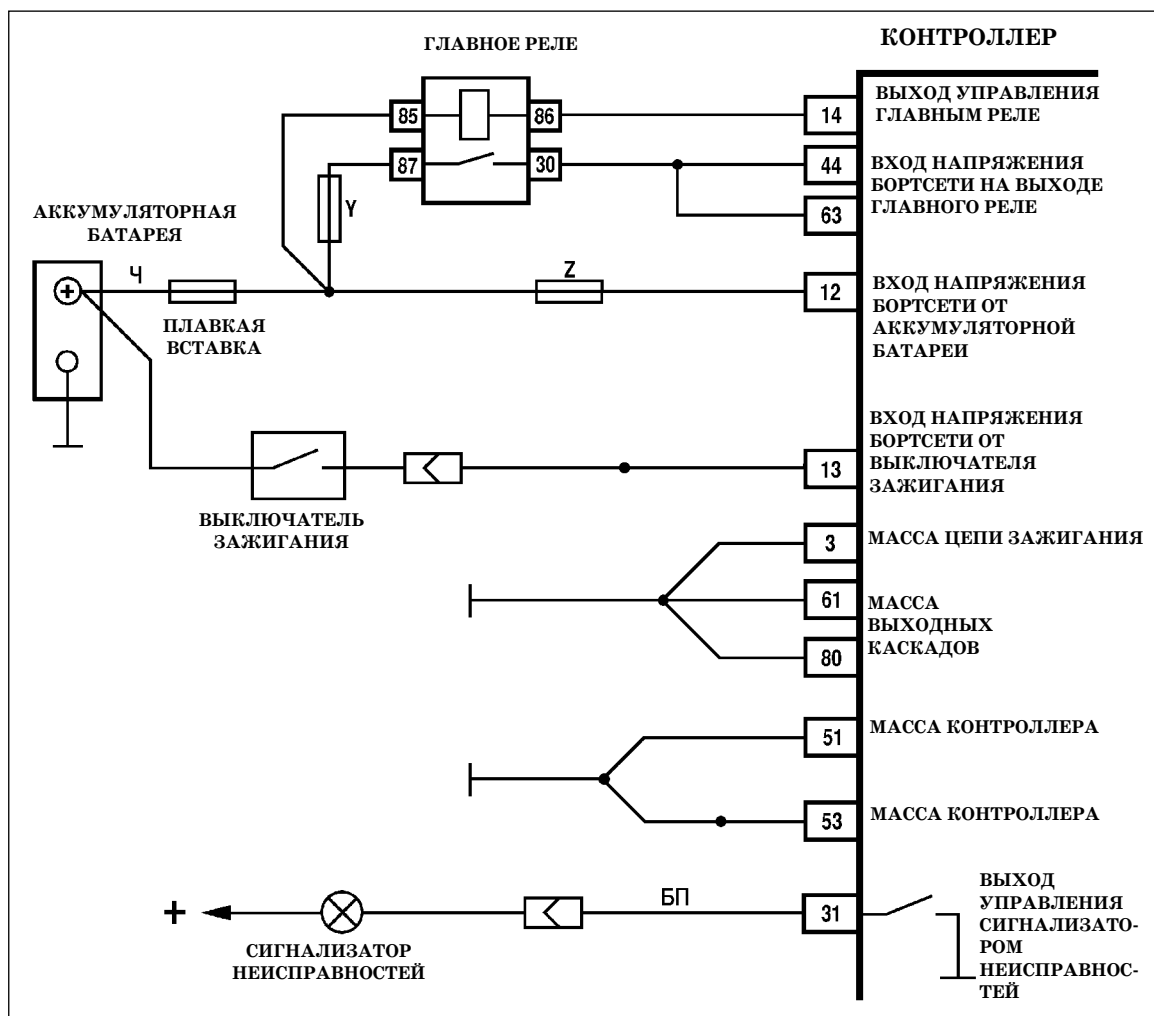 ГЛАВНОЕ РЕЛЕ
КОНТРОЛЛЕР
85
86
14
ВЫХОД УПРАВЛЕНИЯ
ГЛАВНЫМ РЕЛЕ
87
30
44
63
ВХОД НАПРЯЖЕНИЯ
БОРТСЕТИ НА ВЫХОДЕ
ГЛАВНОГО РЕЛЕ
Y
АККУМУЛЯТОРНАЯ
БАТАРЕЯ
+
Ч
ПЛАВКАЯ
ВСТАВКА
Z
12
ВХОД НАПРЯЖЕНИЯ
БОРТСЕТИ ОТ
АККУМУЛЯТОРНОЙ
БАТАРЕИ
ВЫКЛЮЧАТЕЛЬ
ЗАЖИГАНИЯ
13
ВХОД НАПРЯЖЕНИЯ
БОРТСЕТИ ОТ
ВЫКЛЮЧАТЕЛЯ
ЗАЖИГАНИЯ
3
МАССА ЦЕПИ ЗАЖИГАНИЯ
61
80
МАССА
ВЫХОДНЫХ
КАСКАДОВ
51
МАССА КОНТРОЛЛЕРА
53
МАССА КОНТРОЛЛЕРА
+
СИГНАЛИЗАТОР
НЕИСПРАВНОСТЕЙ
БП
31
ВЫХОД
УПРАВЛЕНИЯ
СИГНАЛИЗАТО-
РОМ
НЕИСПРАВНОС-
ТЕЙ